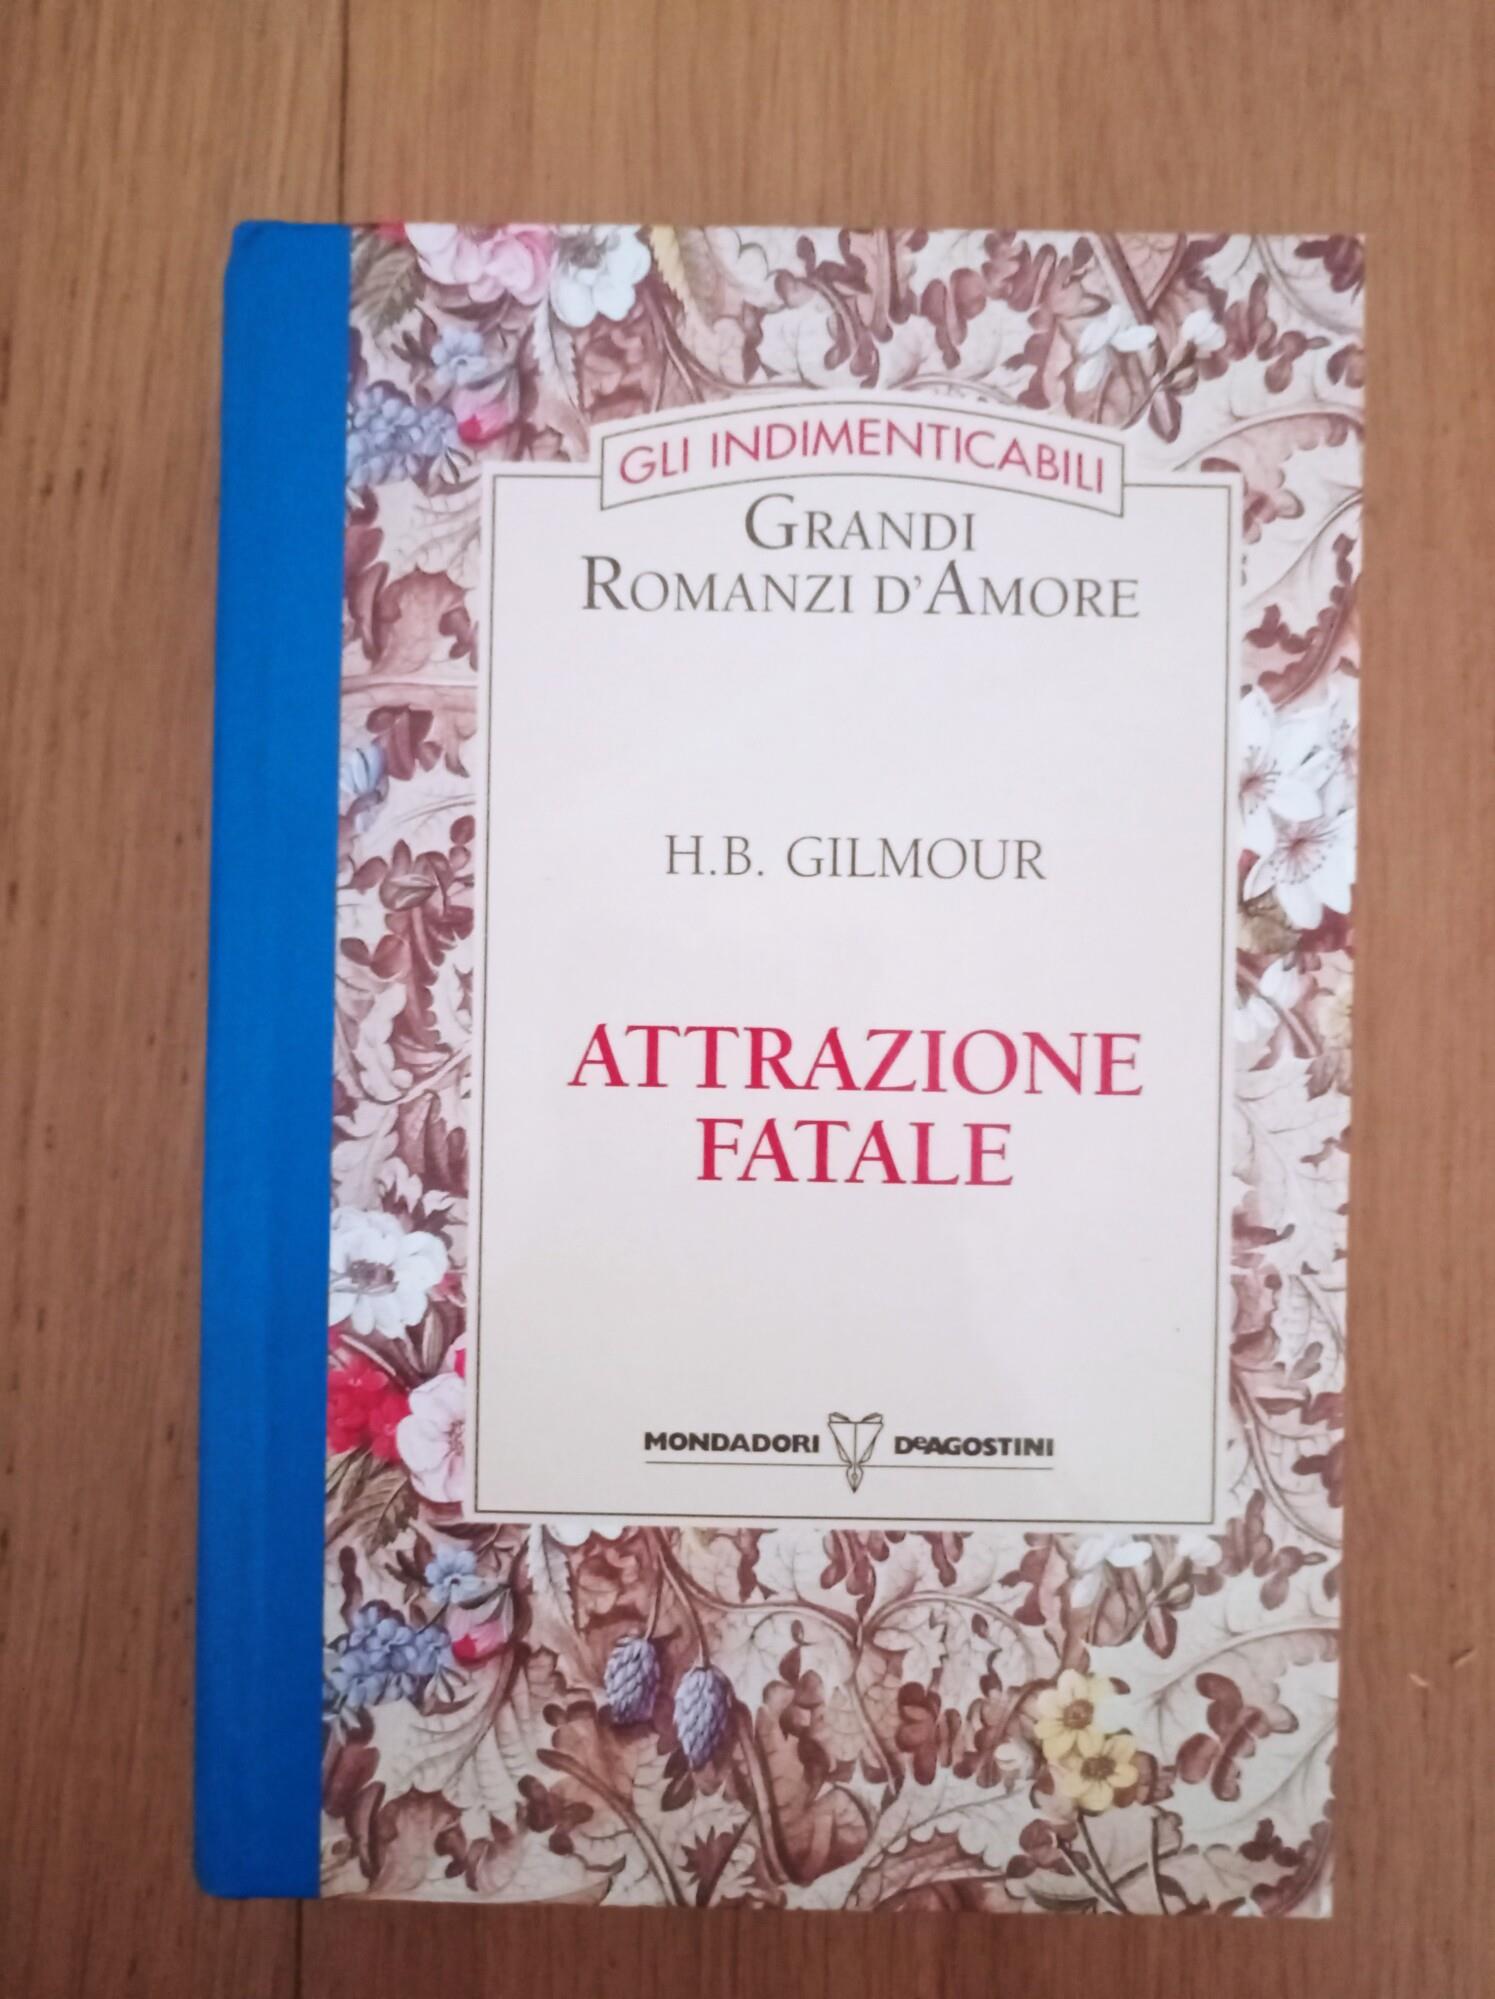 GLI INDIMENTICABILI
GRANDI
ROMANZI D'AMORE
H.B. GILMOUR
ATTRAZIONE
FATALE
MONDADORI DeAGOSTINI